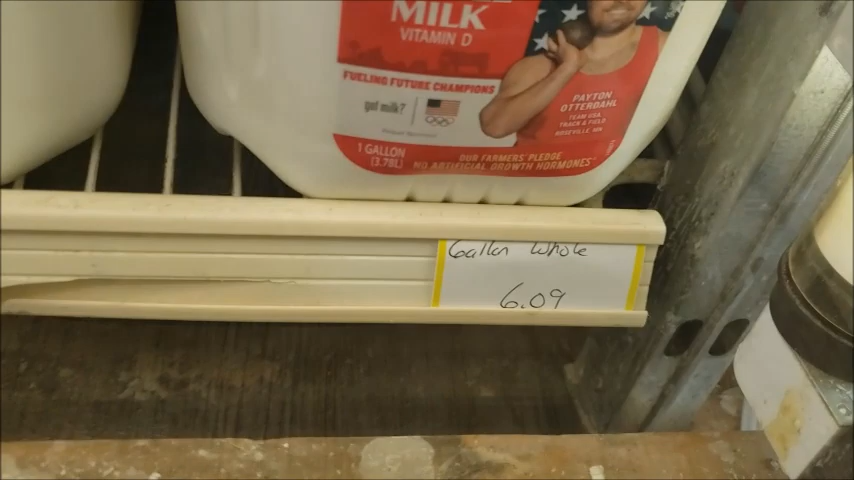 MILK
VITAMIN D
FUELING FUTURE CHAMPIONS
got milk?
PAYTON
OTTERDAHL
TEAM USA,
TRACK & FIELD
ROSEVILLE, MN
1 GALLON
(3.78L)
OUR FARMERS' PLEDGE
NO ARTIFICIAL GROWTH HORMONES*
Gallon Whole
6.09